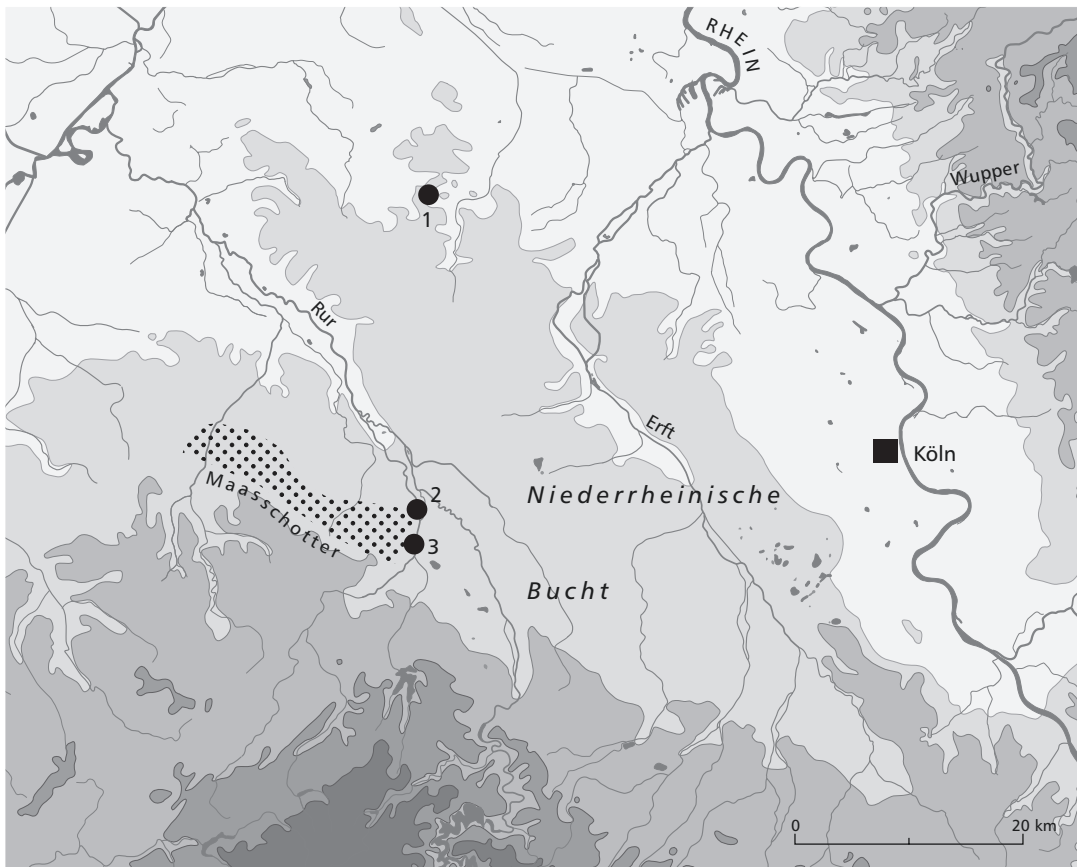 RHEIN
Wupper
1
Rur
Erft
Köln
Maasschotter
2
Niederrheinische
3
Bucht
0
20 km